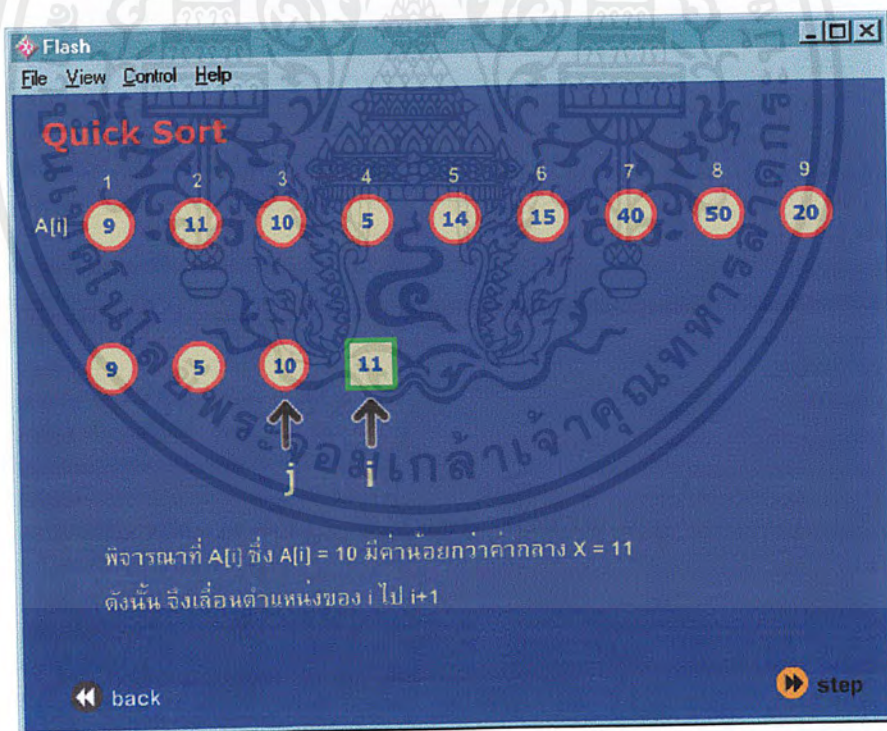 Flash
File View Control Help
Quick Sort
1 2 3 4 5 6 7 8 9
A[i] 9 11 10 5 14 15 40 50 20
9 5 10 11
j i
พิจารณาที่ A[i] ซึ่ง A[i] = 10 มีค่าน้อยกว่าค่ากลาง X = 11
ดังนั้น จึงเลื่อนตำแหน่งของ i ไป i+1
back step